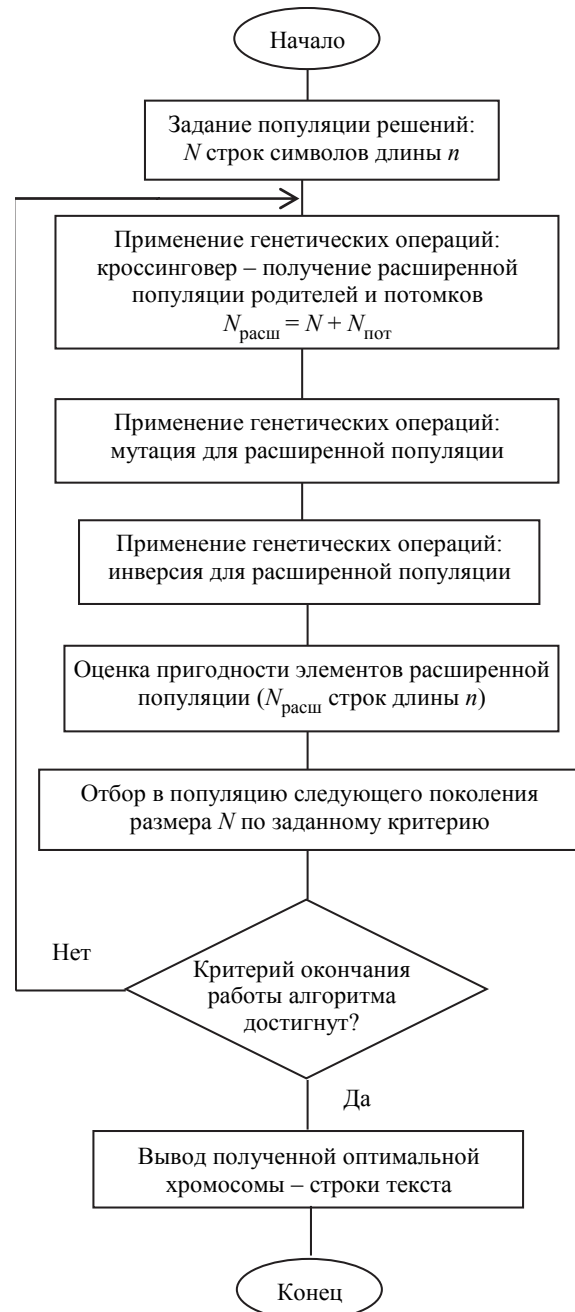 Начало
Задание популяции решений:
N строк символов длины n
Применение генетических операций:
кроссинговер – получение расширенной
популяции родителей и потомков
Nрасш = N + Nпот
Применение генетических операций:
мутация для расширенной популяции
Применение генетических операций:
инверсия для расширенной популяции
Оценка пригодности элементов расширенной
популяции (Nрасш строк длины n)
Отбор в популяцию следующего поколения
размера N по заданному критерию
Нет
Критерий окончания
работы алгоритма
достигнут?
Да
Вывод полученной оптимальной
хромосомы – строки текста
Конец